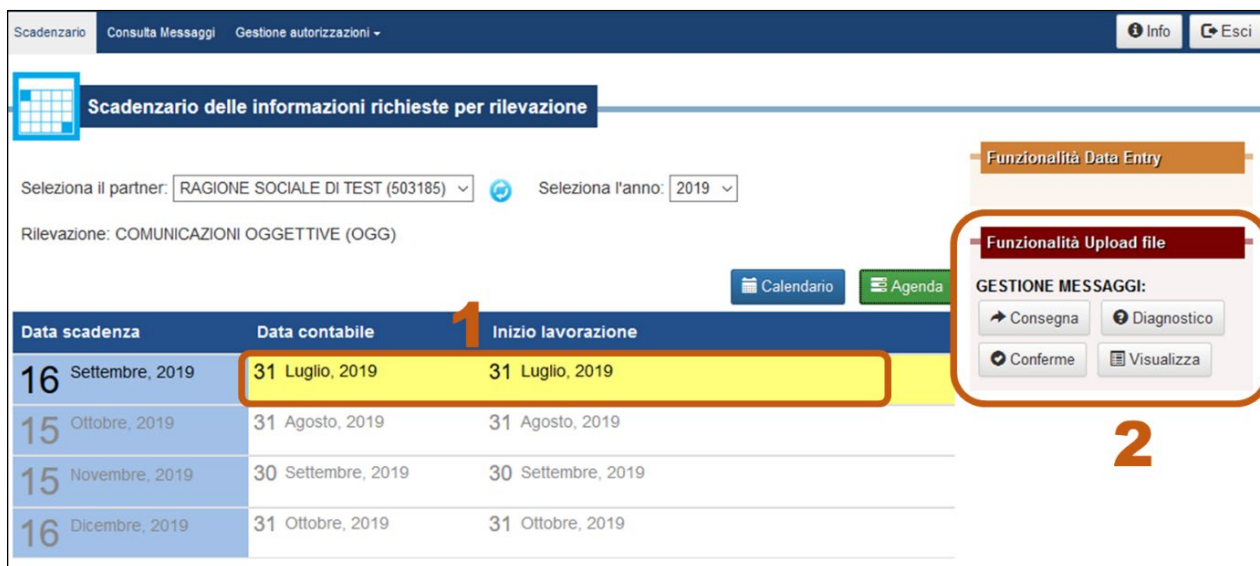 Scadenzario Consulta Messaggi Gestione autorizzazioni Info Esci
Scadenzario delle informazioni richieste per rilevazione
Seleziona il partner: RAGIONE SOCIALE DI TEST (503185) Seleziona l'anno: 2019
Rilevazione: COMUNICAZIONI OGGETTIVE (OGG)
Calendario Agenda
Data scadenza Data contabile Inizio lavorazione
1
16 Settembre, 2019 31 Luglio, 2019 31 Luglio, 2019
15 Ottobre, 2019 31 Agosto, 2019 31 Agosto, 2019
15 Novembre, 2019 30 Settembre, 2019 30 Settembre, 2019
16 Dicembre, 2019 31 Ottobre, 2019 31 Ottobre, 2019
Funzionalità Data Entry
Funzionalità Upload file
GESTIONE MESSAGGI:
Consegna Diagnostico
Conferme Visualizza
2